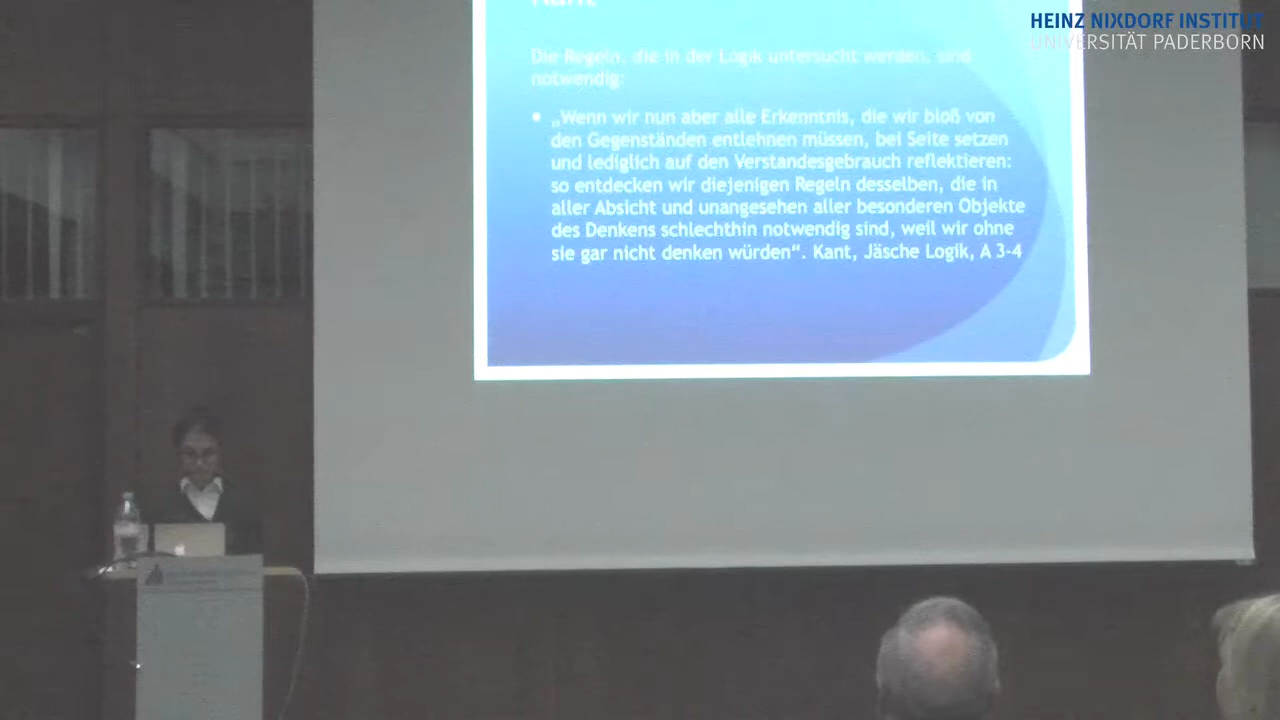 HEINZ NIXDORF INSTITUT
UNIVERSITÄT PADERBORN
Kant
Die Regeln, die in der Logik untersucht werden, sind
notwendig:
• „Wenn wir nun aber alle Erkenntnis, die wir bloß von
den Gegenständen entlehnen müssen, bei Seite setzen
und lediglich auf den Verstandesgebrauch reflektieren:
so entdecken wir diejenigen Regeln desselben, die in
aller Absicht und unangesehen aller besonderen Objekte
des Denkens schlechthin notwendig sind, weil wir ohne
sie gar nicht denken würden“. Kant, Jäsche Logik, A 3-4